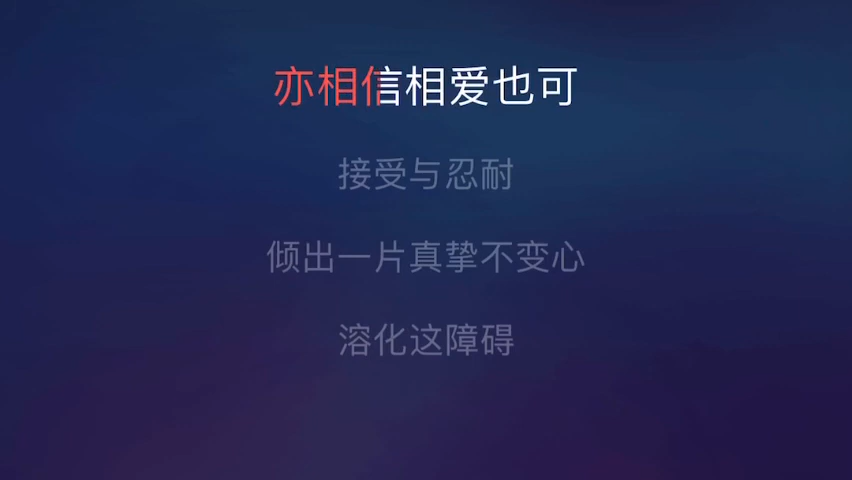 亦相信相爱也可
接受与忍耐
倾出一片真挚不变心
溶化这障碍